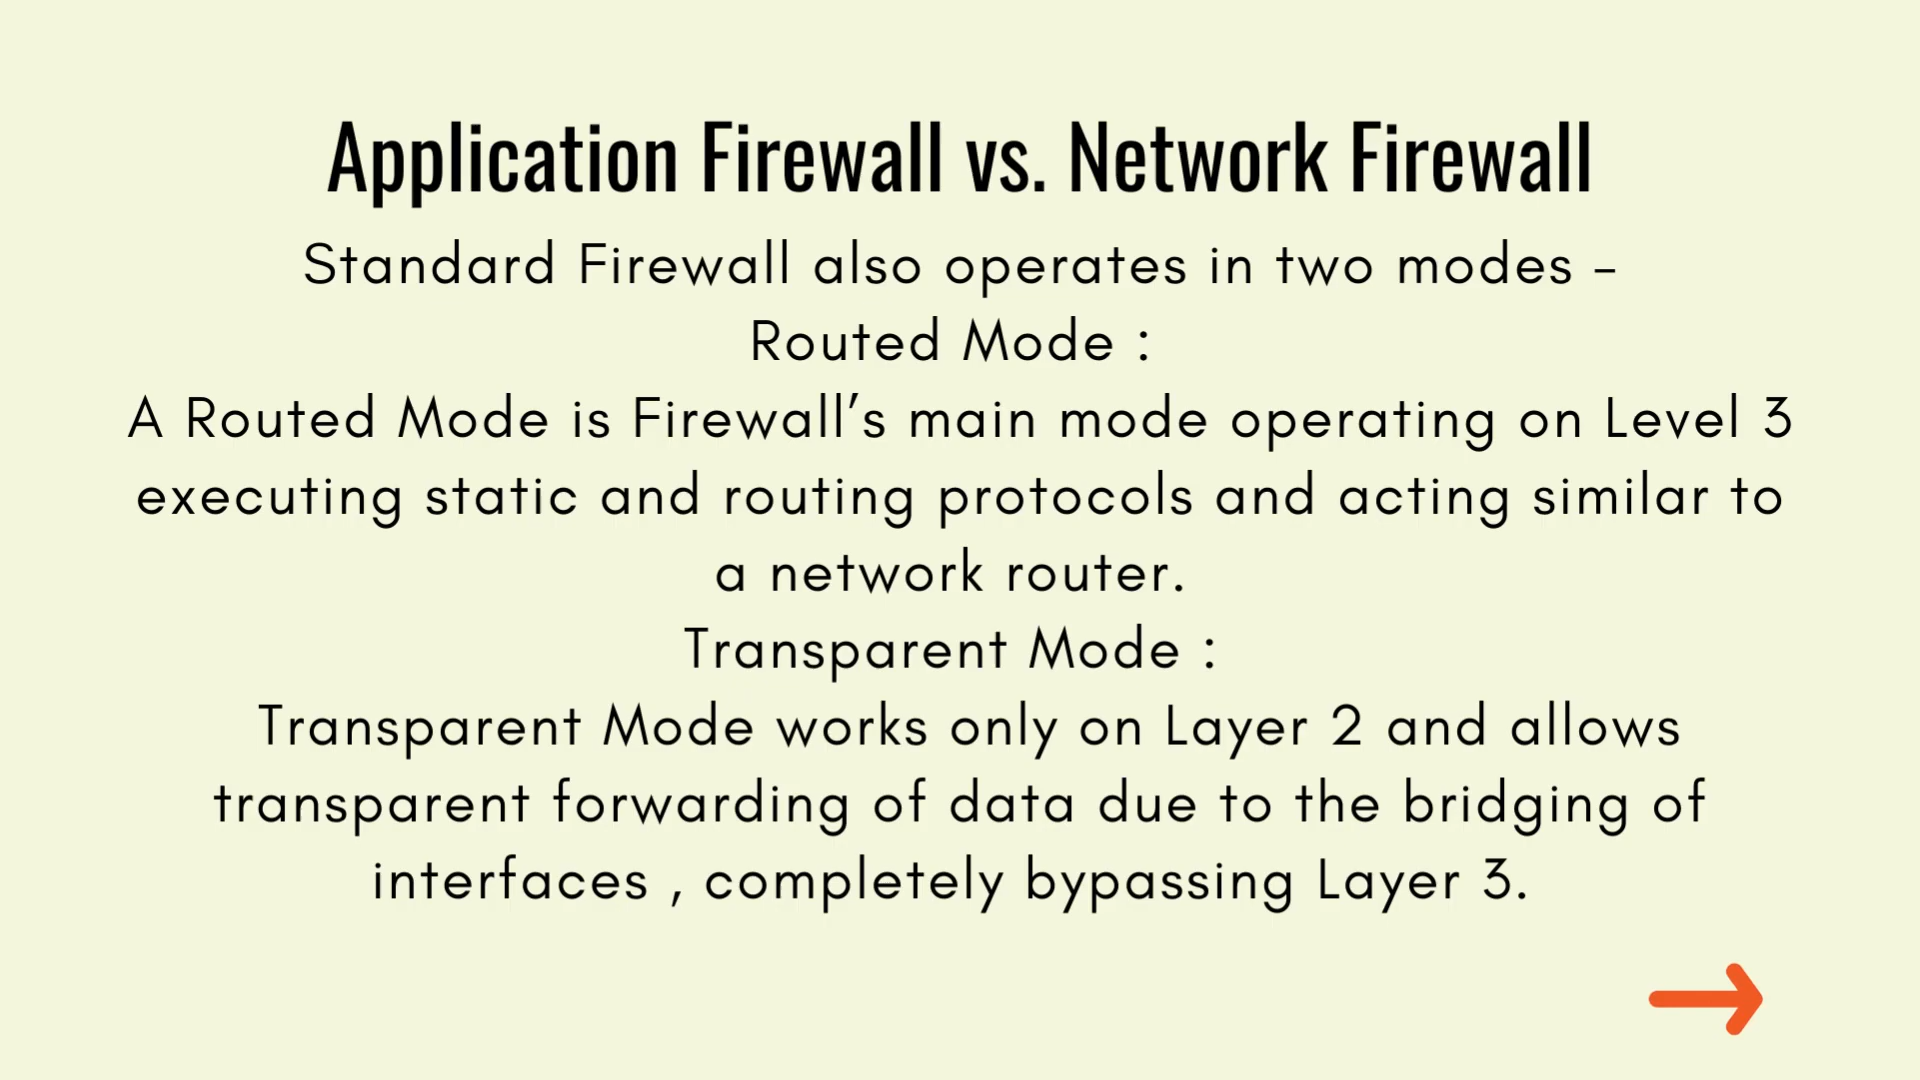 Application Firewall vs. Network Firewall
Standard Firewall also operates in two modes –
Routed Mode :
A Routed Mode is Firewall’s main mode operating on Level 3
executing static and routing protocols and acting similar to
a network router.
Transparent Mode :
Transparent Mode works only on Layer 2 and allows
transparent forwarding of data due to the bridging of
interfaces , completely bypassing Layer 3.